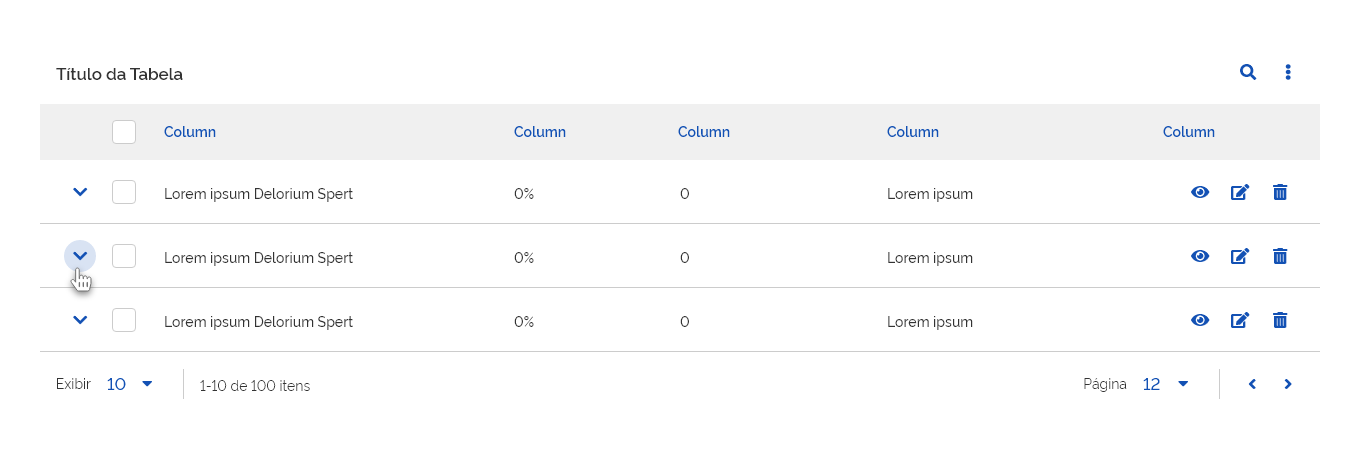 Título da Tabela
Column Column Column Column Column
Lorem ipsum Delorium Spert 0% 0 Lorem ipsum
Lorem ipsum Delorium Spert 0% 0 Lorem ipsum
Lorem ipsum Delorium Spert 0% 0 Lorem ipsum
Exibir 10 1-10 de 100 itens Página 12